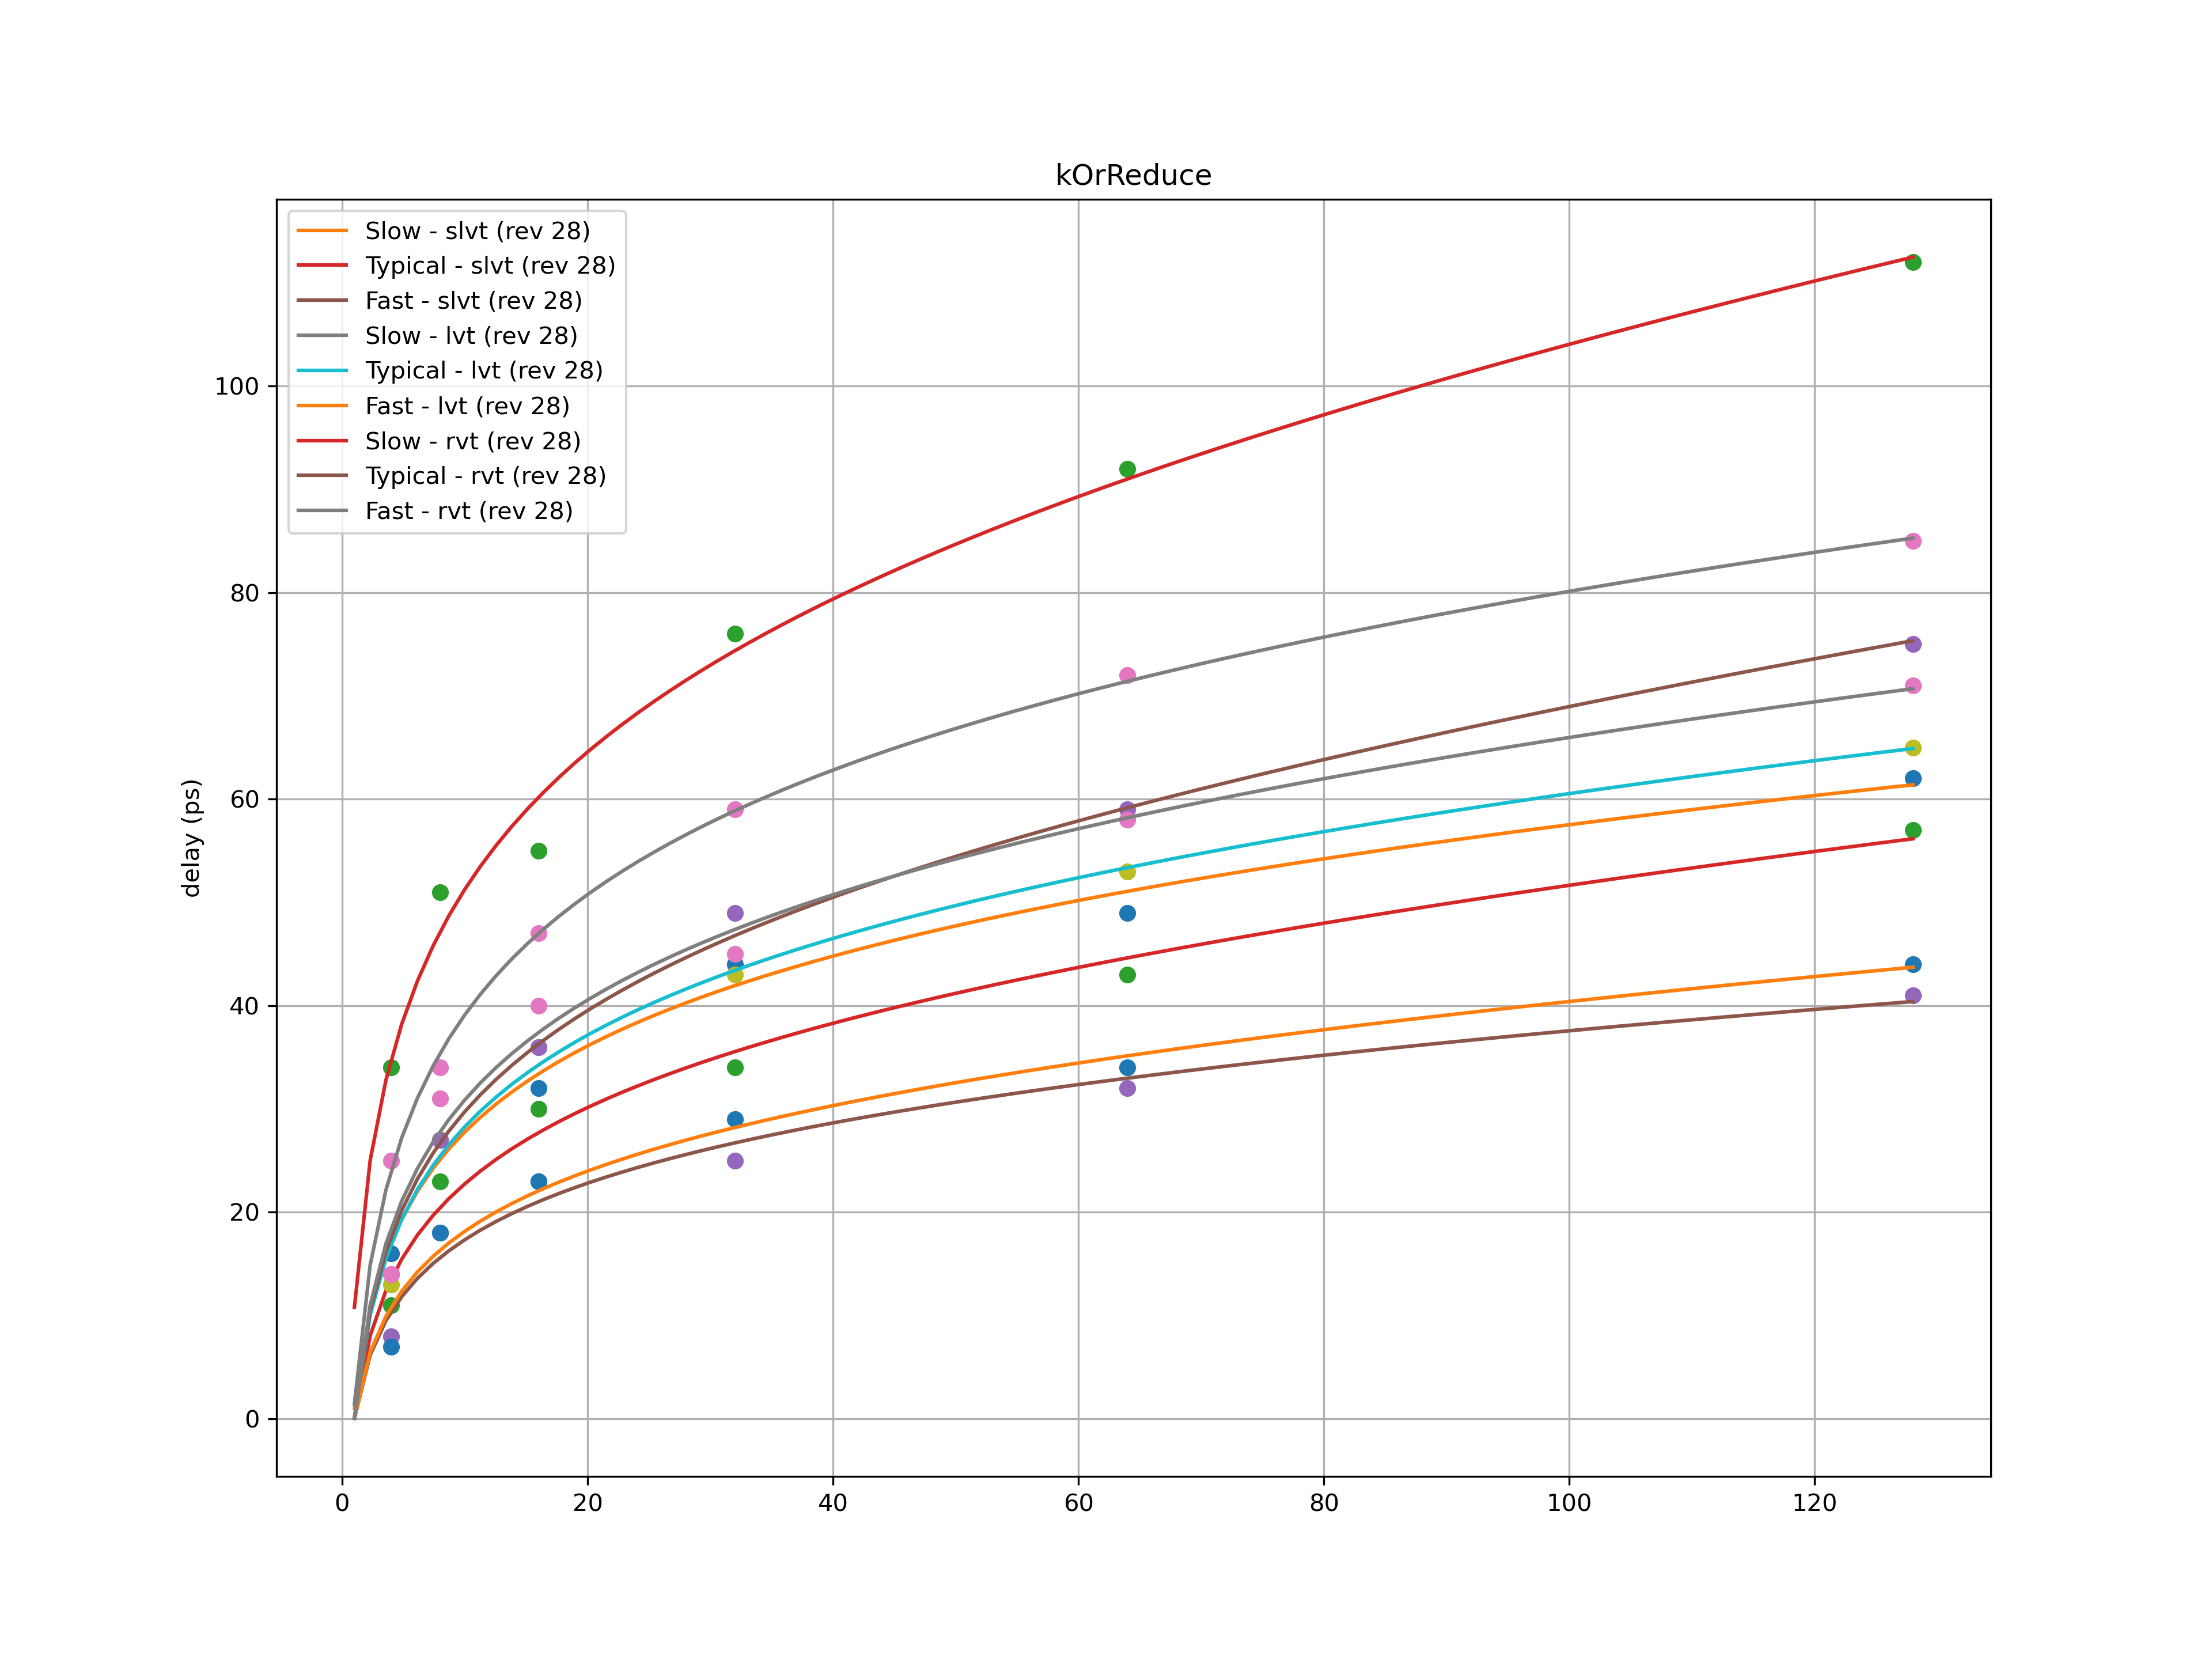 kOrReduce
Slow - slvt (rev 28)
Typical - slvt (rev 28)
Fast - slvt (rev 28)
Slow - lvt (rev 28)
Typical - lvt (rev 28)
Fast - lvt (rev 28)
Slow - rvt (rev 28)
Typical - rvt (rev 28)
Fast - rvt (rev 28)
delay (ps)
100
80
60
40
20
0
0 20 40 60 80 100 120